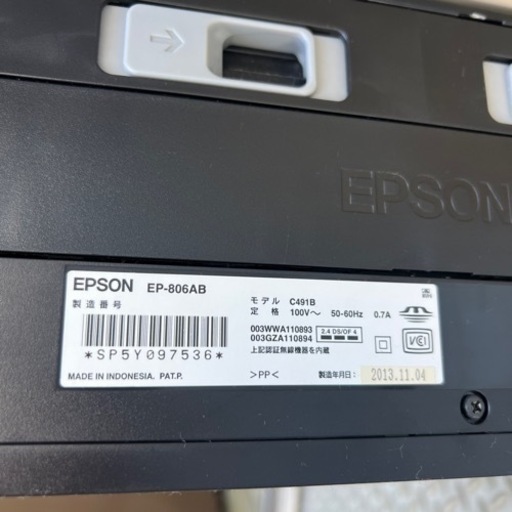 EPSON
EPSON EP-806AB
製造番号
*SP5Y097536*
MADE IN INDONESIA. PAT.P.
モデル C491B
定格 100V～ 50-60Hz 0.7A
003WWA110893
003GZA110894
2.4 DS/OF 4
上記認証無線機器を内蔵
>PP<
製造年月日: 2013.11.04
VCI